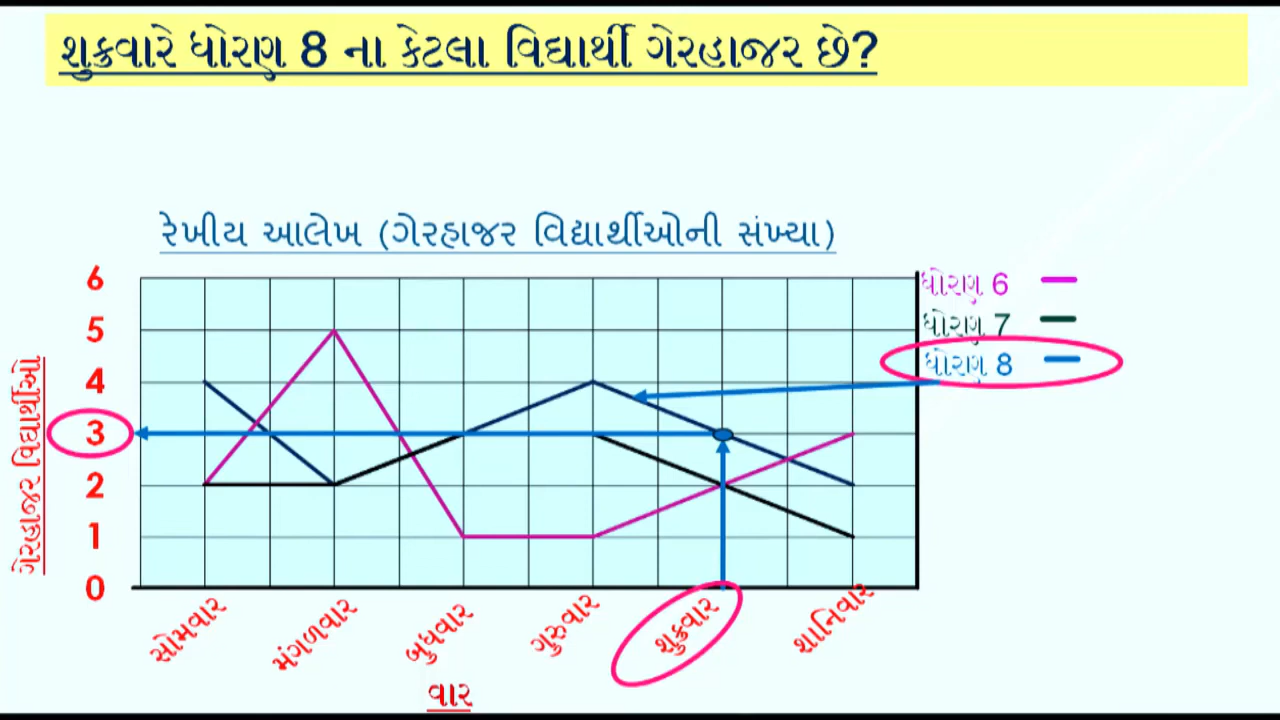 શુક્રવારે ધોરણ 8 ના કેટલા વિદ્યાર્થી ગેરહાજર છે?
રેખીય આલેખ (ગેરહાજર વિદ્યાર્થીઓની સંખ્યા)
6
5
4
3
2
1
0
ગેરહાજર વિદ્યાર્થીઓ
ધોરણ 6
ધોરણ 7
ધોરણ 8
સોમવાર
મંગળવાર
બુધવાર
ગુરુવાર
શુક્રવાર
શાનિવાર
વાર